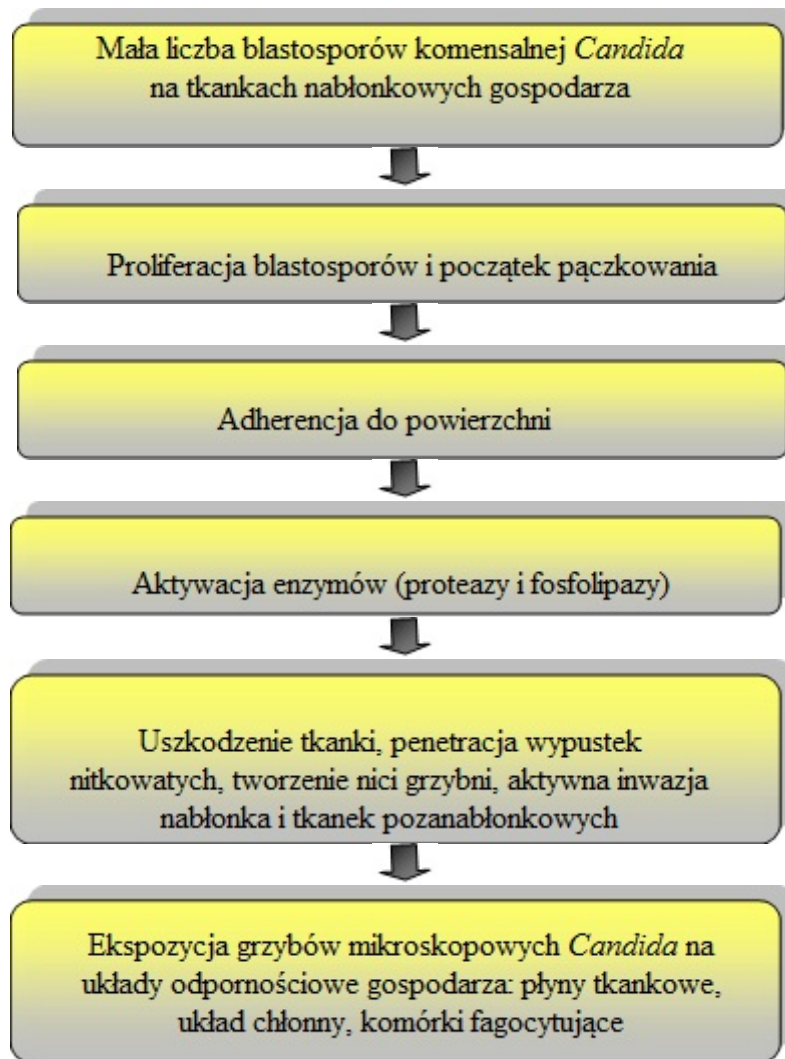 Mała liczba blastosporów komensalnej Candida
na tkankach nabłonkowych gospodarza
Proliferacja blastosporów i początek pączkowania
Adherencja do powierzchni
Aktywacja enzymów (proteazy i fosfolipazy)
Uszkodzenie tkanki, penetracja wypustek
nitkowatych, tworzenie nici grzybni, aktywna inwazja
nabłonka i tkanek pozanabłonkowych
Ekspozycja grzybów mikroskopowych Candida na
układy odpornościowe gospodarza: płyny tkankowe,
układ chłonny, komórki fagocytujące